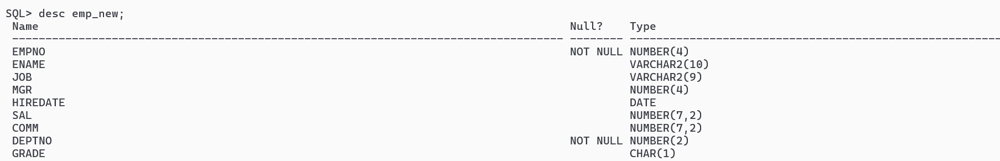 SQL> desc emp_new;
Name Null? Type
----------------------------------------------------------------------------------- -------- --------------------------------------------------------
EMPNO NOT NULL NUMBER(4)
ENAME VARCHAR2(10)
JOB VARCHAR2(9)
MGR NUMBER(4)
HIREDATE DATE
SAL NUMBER(7,2)
COMM NUMBER(7,2)
DEPTNO NOT NULL NUMBER(2)
GRADE CHAR(1)